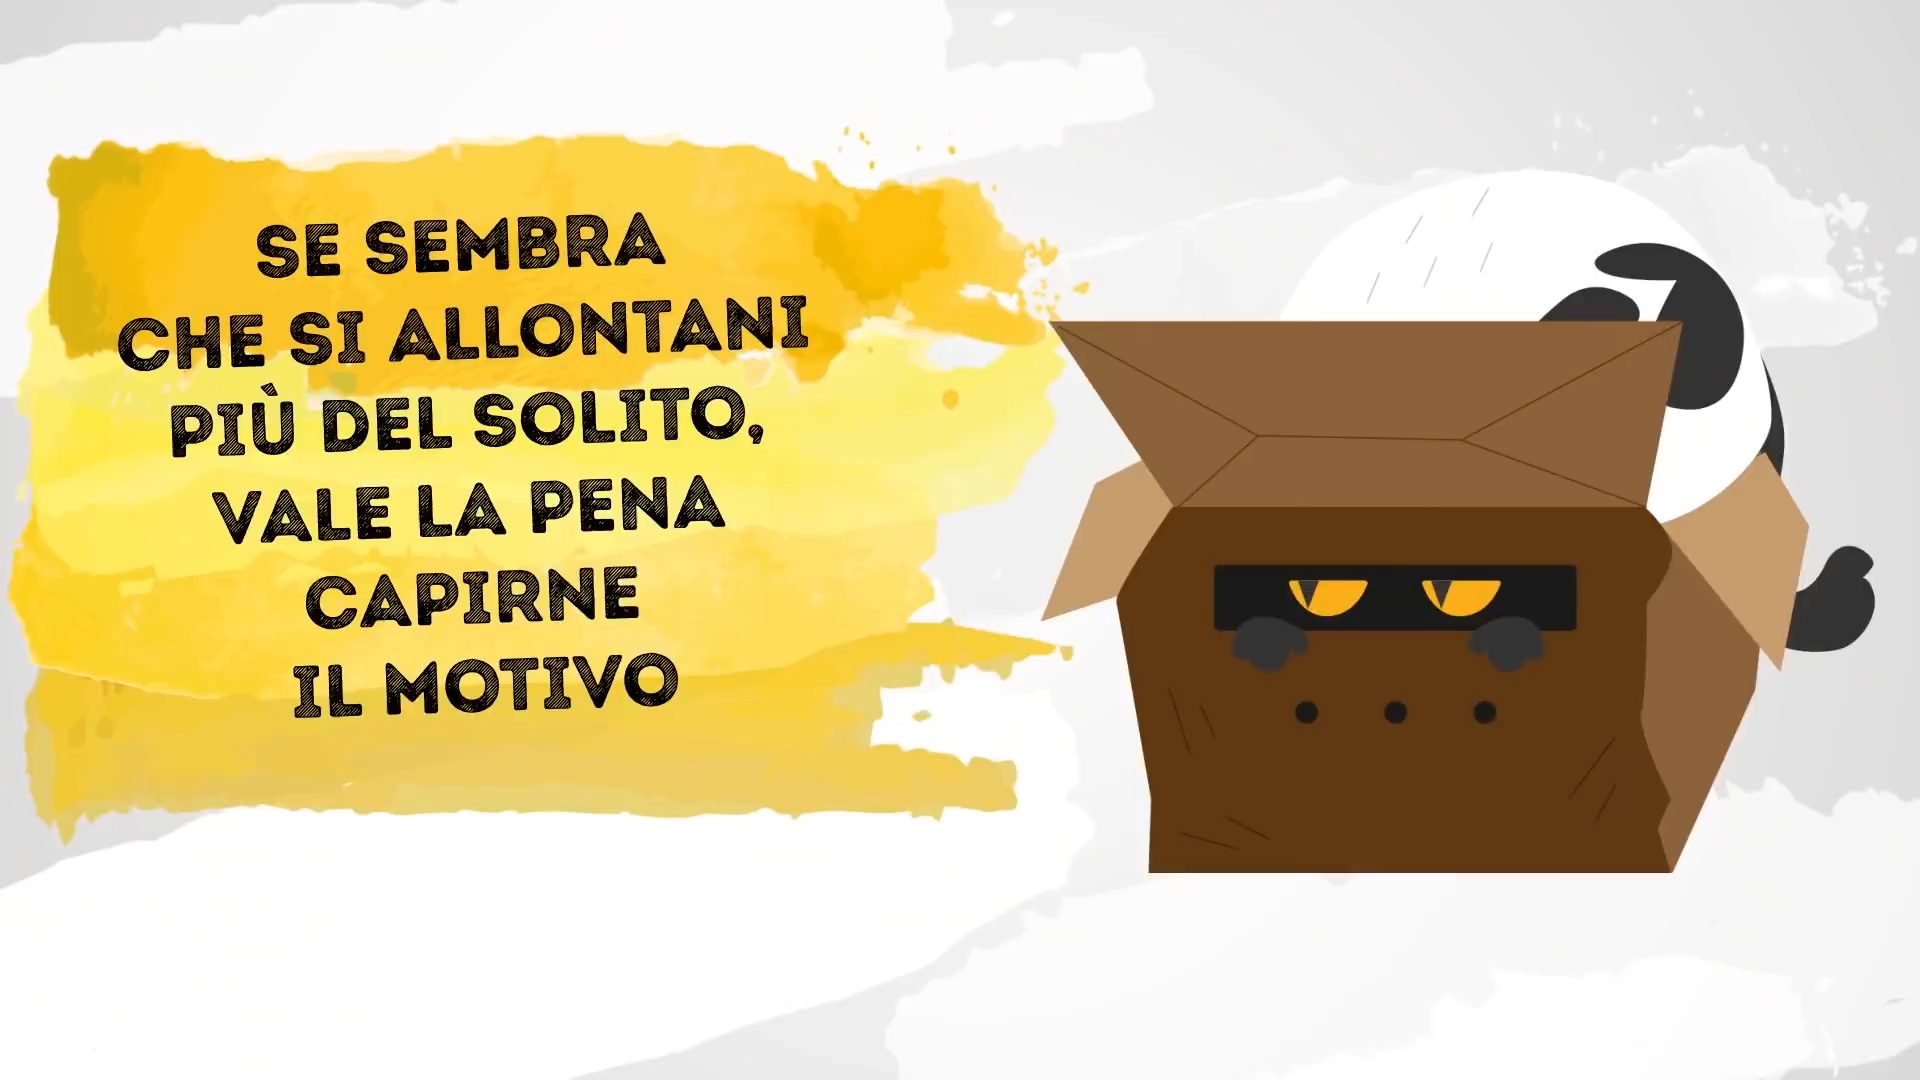 SE SEMBRA
CHE SI ALLONTANI
PIÙ DEL SOLITO,
VALE LA PENA
CAPIRNE
IL MOTIVO